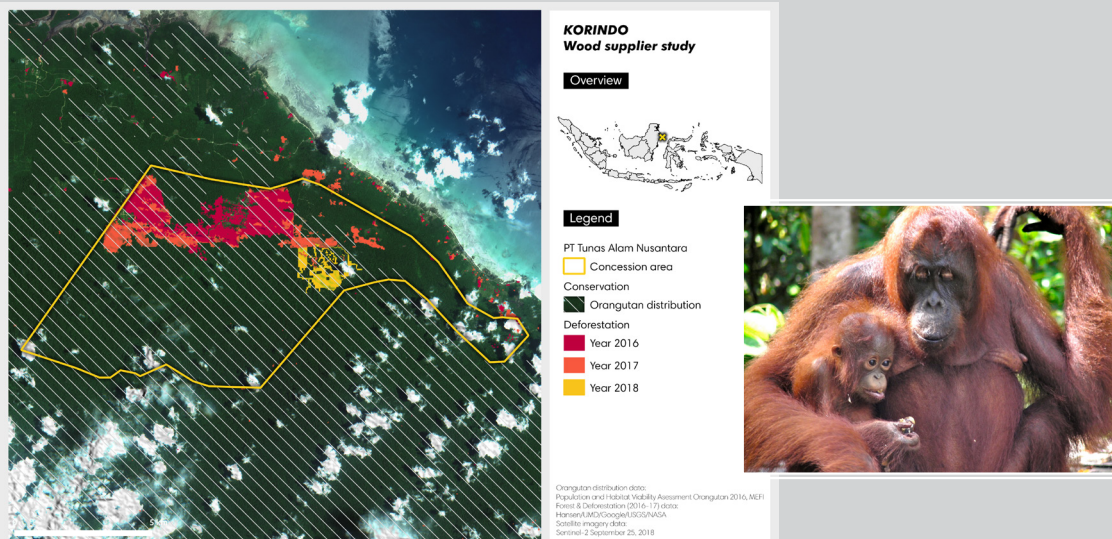 KORINDO
Wood supplier study
Overview
Legend
PT Tunas Alam Nusantara
Concession area
Conservation
Orangutan distribution
Deforestation
Year 2016
Year 2017
Year 2018
Orangutan distribution data:
Population and Habitat Viability Asessment Orangutan 2016, MEFI
Forest & Deforestation (2016-17) data:
Hansen/UMD/Google/USGS/NASA
Satellite imagery data:
Sentinel-2 September 25, 2018